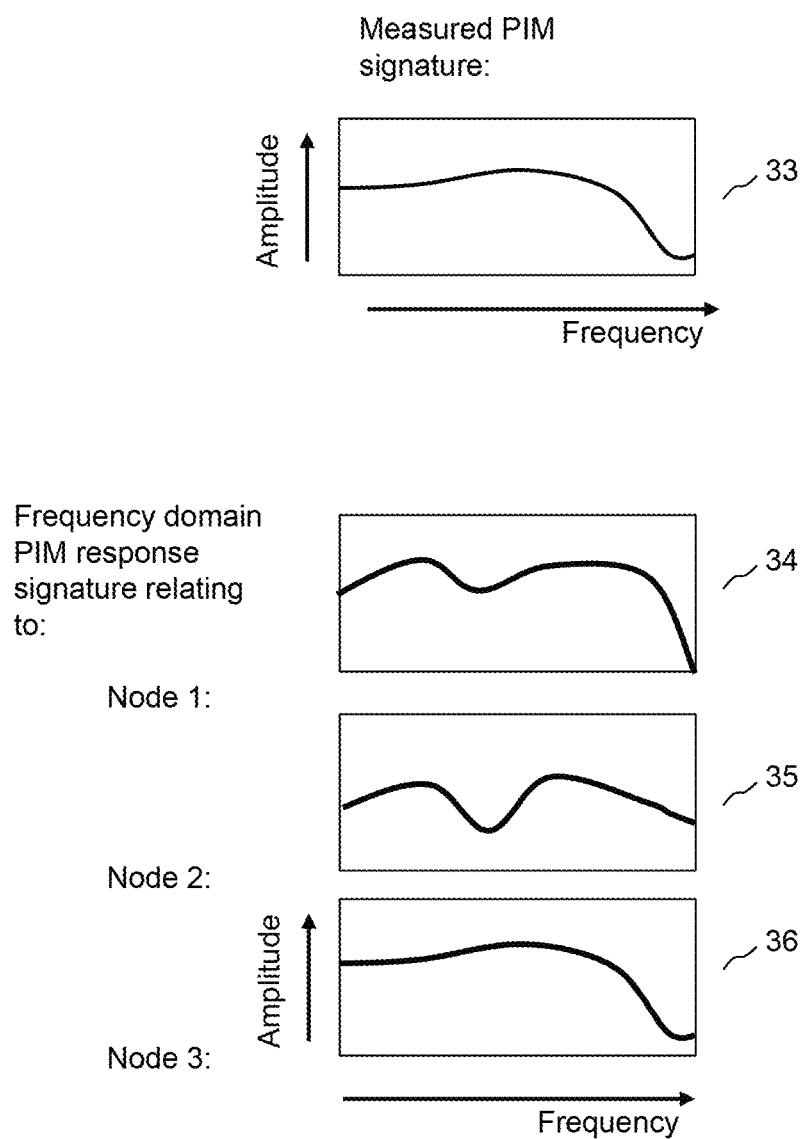 Measured PIM
signature:
Amplitude
33
Frequency
Frequency domain
PIM response
signature relating
to:
34
Node 1:
35
Node 2:
Amplitude
36
Node 3:
Frequency